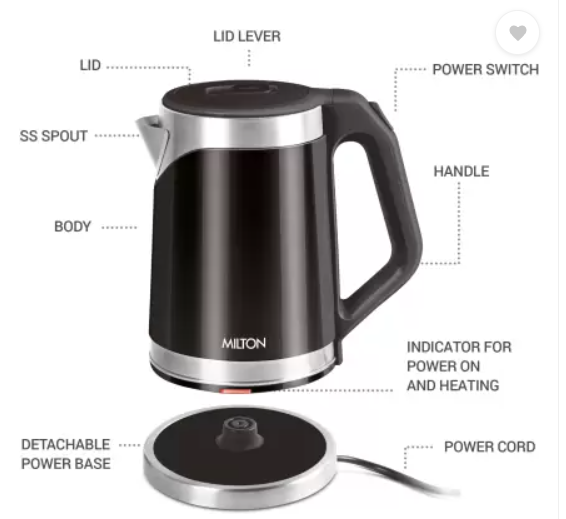 LID LEVER
LID
POWER SWITCH
SS SPOUT
HANDLE
BODY
MILTON
INDICATOR FOR
POWER ON
AND HEATING
DETACHABLE
POWER BASE
POWER CORD